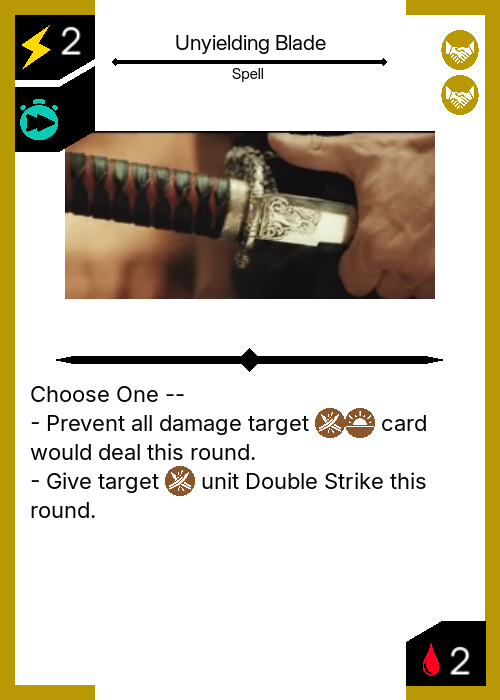 2
Unyielding Blade
Spell
Choose One --
- Prevent all damage target card
would deal this round.
- Give target unit Double Strike this
round.
2